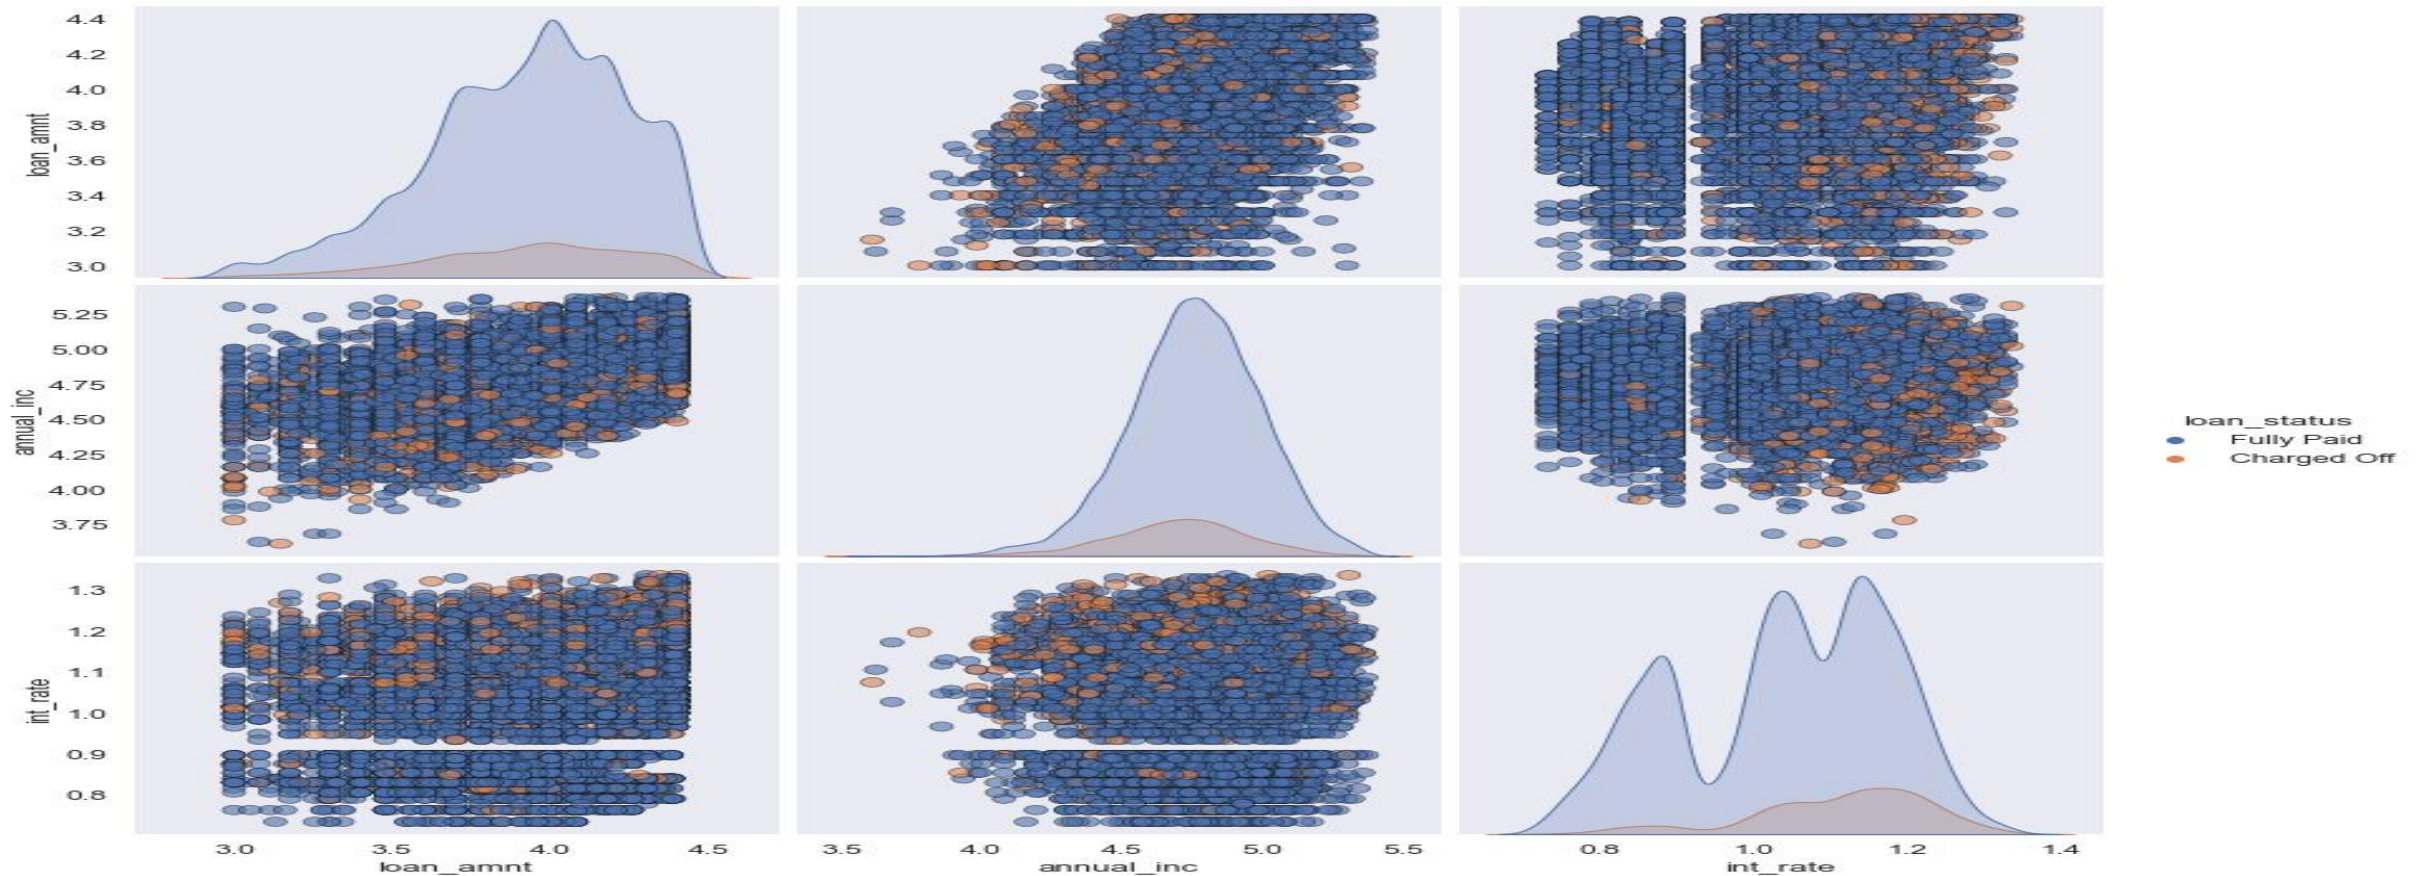 4.4
4.2
4.0
3.8
3.6
3.4
3.2
3.0
loan_amnt
5.25
5.00
4.75
4.50
4.25
4.00
3.75
annual_inc
1.3
1.2
1.1
1.0
0.9
0.8
int_rate
3.0 3.5 4.0 4.5
loan_amnt
3.5 4.0 4.5 5.0 5.5
annual_inc
0.8 1.0 1.2 1.4
int_rate
loan_status
Fully Paid
Charged Off